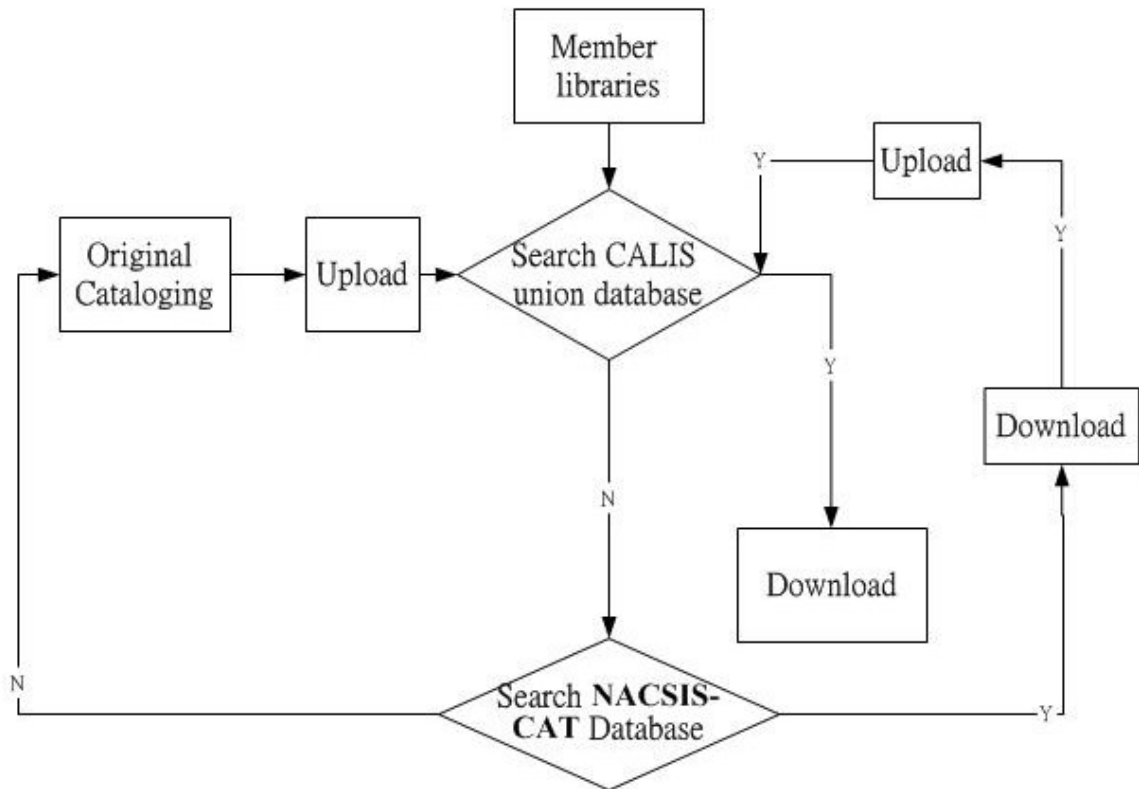 Member
libraries
Y
Upload
Original
Cataloging
Upload
Search CALIS
union database
Y
Y
Download
N
Download
N
Search NACSIS-
CAT Database
Y